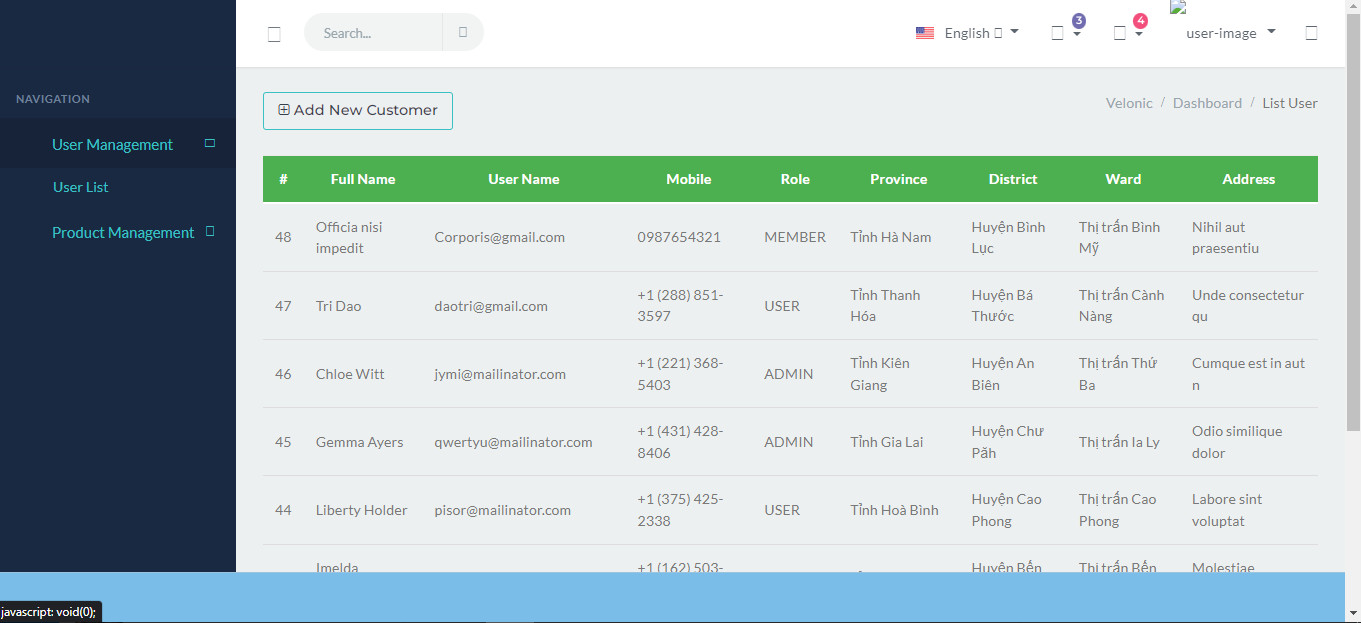 Search...
English
3
4
user-image
NAVIGATION
User Management
User List
Product Management
Add New Customer
Velonic / Dashboard / List User
# Full Name User Name Mobile Role Province District Ward Address
48 Officia nisi impedit Corporis@gmail.com 0987654321 MEMBER Tỉnh Hà Nam Huyện Bình Lục Thị trấn Bình Mỹ Nihil aut praesentiu
47 Tri Dao daotri@gmail.com +1 (288) 851-3597 USER Tỉnh Thanh Hóa Huyện Bá Thước Thị trấn Cành Nàng Unde consectetur qu
46 Chloe Witt jymi@mailinator.com +1 (221) 368-5403 ADMIN Tỉnh Kiên Giang Huyện An Biên Thị trấn Thứ Ba Cumque est in aut n
45 Gemma Ayers qwertyu@mailinator.com +1 (431) 428-8406 ADMIN Tỉnh Gia Lai Huyện Chư Păh Thị trấn Ia Ly Odio similique dolor
44 Liberty Holder pisor@mailinator.com +1 (375) 425-2338 USER Tỉnh Hoà Bình Huyện Cao Phong Thị trấn Cao Phong Labore sint voluptat
Imelda +1 (162) 503- Huyện Bến Thị trấn Bến Molestiae
javascript: void(0);